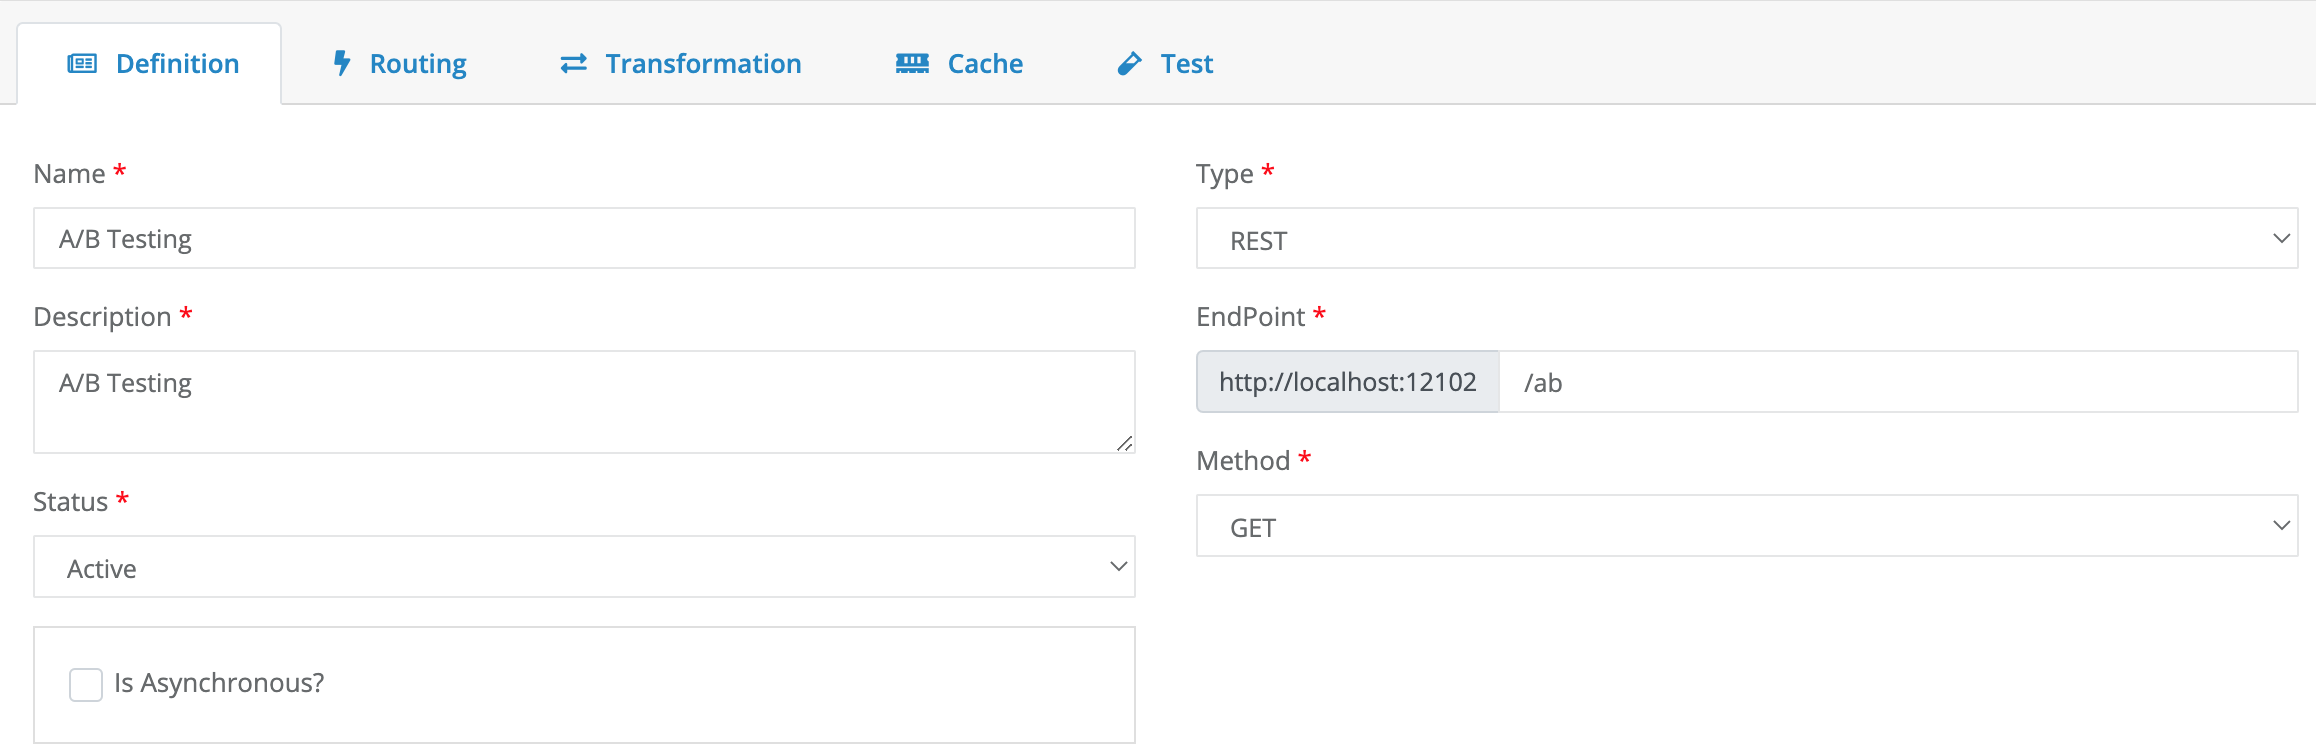 Definition Routing Transformation Cache Test
Name *
A/B Testing
Description *
A/B Testing
Status *
Active
Is Asynchronous?
Type *
REST
EndPoint *
http://localhost:12102 /ab
Method *
GET